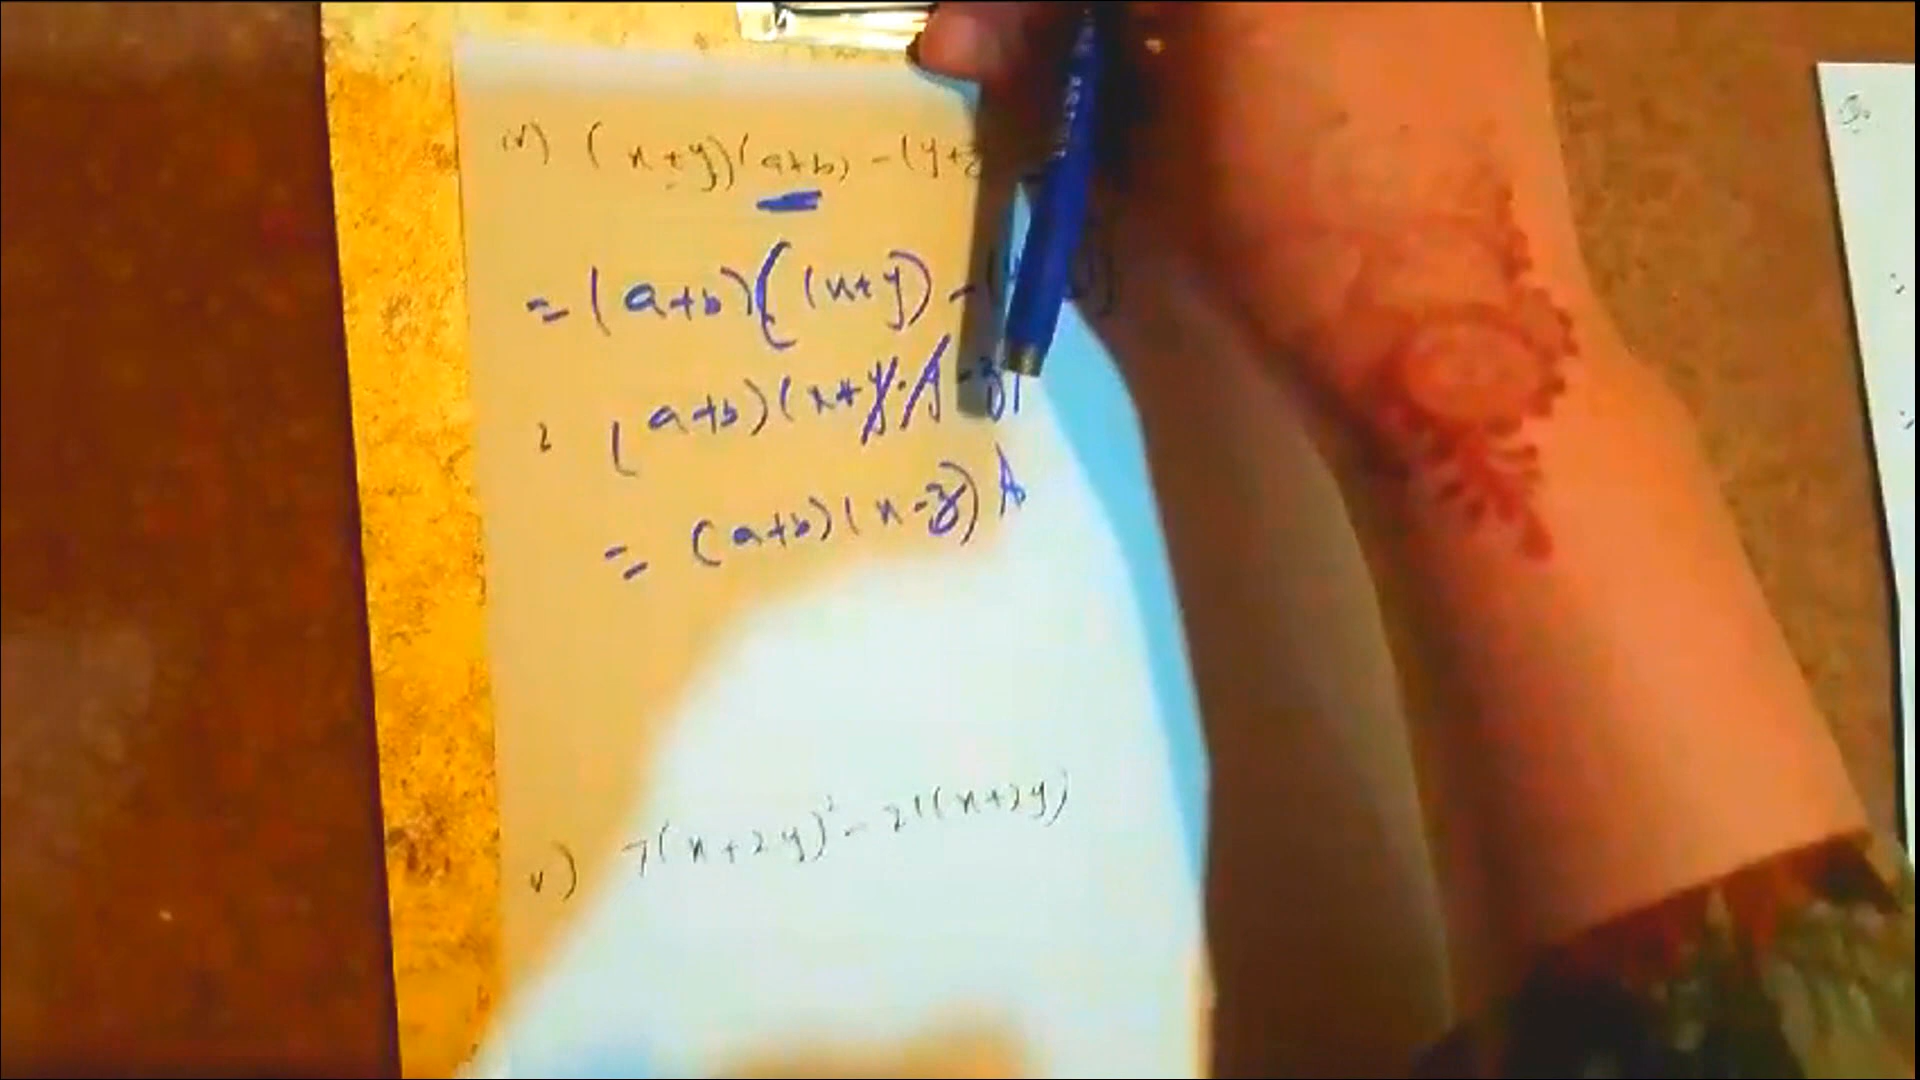 iv) (x+y)(a+b) - (y+z
= (a+b){(x+y) -
= (a+b)(x+y-y-z)
= (a+b)(x-z)
v) 7(x+2y)² - 21(x+2y)